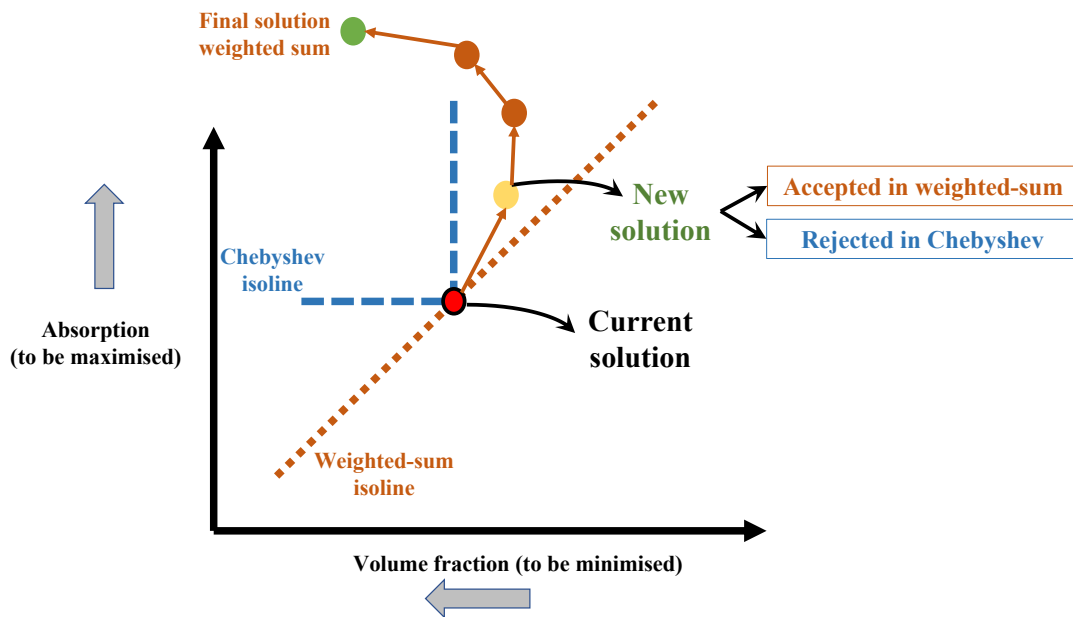 Final solution
weighted sum
New
solution
Accepted in weighted-sum
Rejected in Chebyshev
Chebyshev
isoline
Absorption
(to be maximised)
Current
solution
Weighted-sum
isoline
Volume fraction (to be minimised)